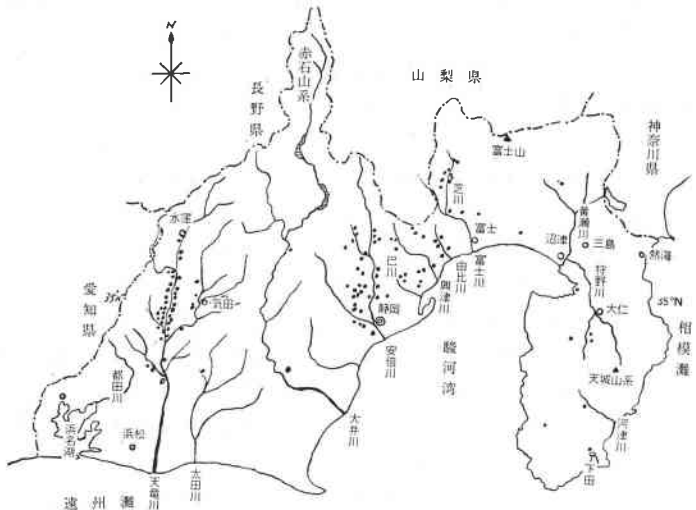 N
赤石山系
山梨県
長野県
神奈川県
富士山
芝川
富士
黄瀬川
沼津
三島
熱海
水窪
気田
愛知県
都田川
浜名湖
浜松
巴川
静岡
興津川
由比川
富士川
狩野川
35°N
大仁
相模灘
駿河湾
安倍川
天城山系
大井川
河津川
下田
太田川
天竜川
遠州灘